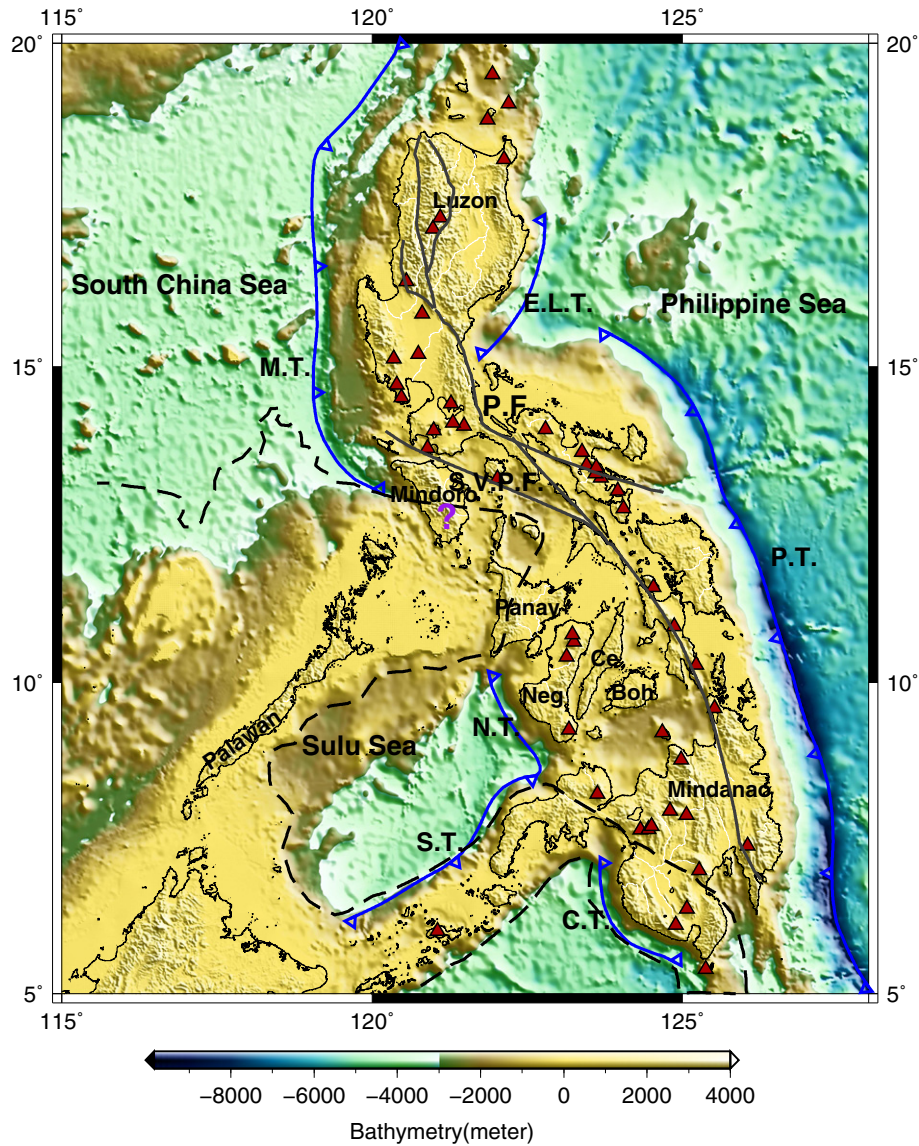 115° 120° 125°
20° 20°
Luzon
South China Sea
Philippine Sea
E.L.T.
15° 15°
M.T.
P.F.
S.V.P.F.
Mindoro
?
P.T.
Panay
Ce.
Neg. Boh.
10° 10°
Palawan
Sulu Sea
N.T.
Mindanao
S.T.
C.T.
5° 5°
115° 120° 125°
−8000 −6000 −4000 −2000 0 2000 4000
Bathymetry(meter)